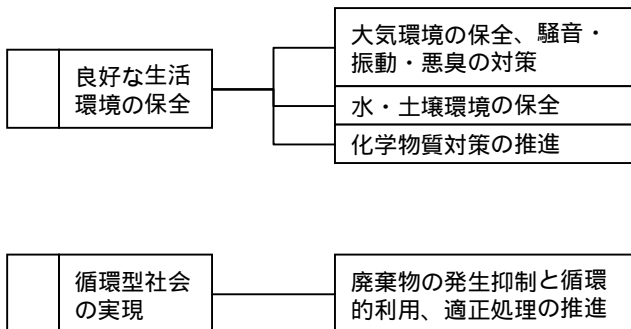 良好な生活
環境の保全
大気環境の保全、騒音・
振動・悪臭の対策
水・土壌環境の保全
化学物質対策の推進
循環型社会
の実現
廃棄物の発生抑制と循環
的利用、適正処理の推進